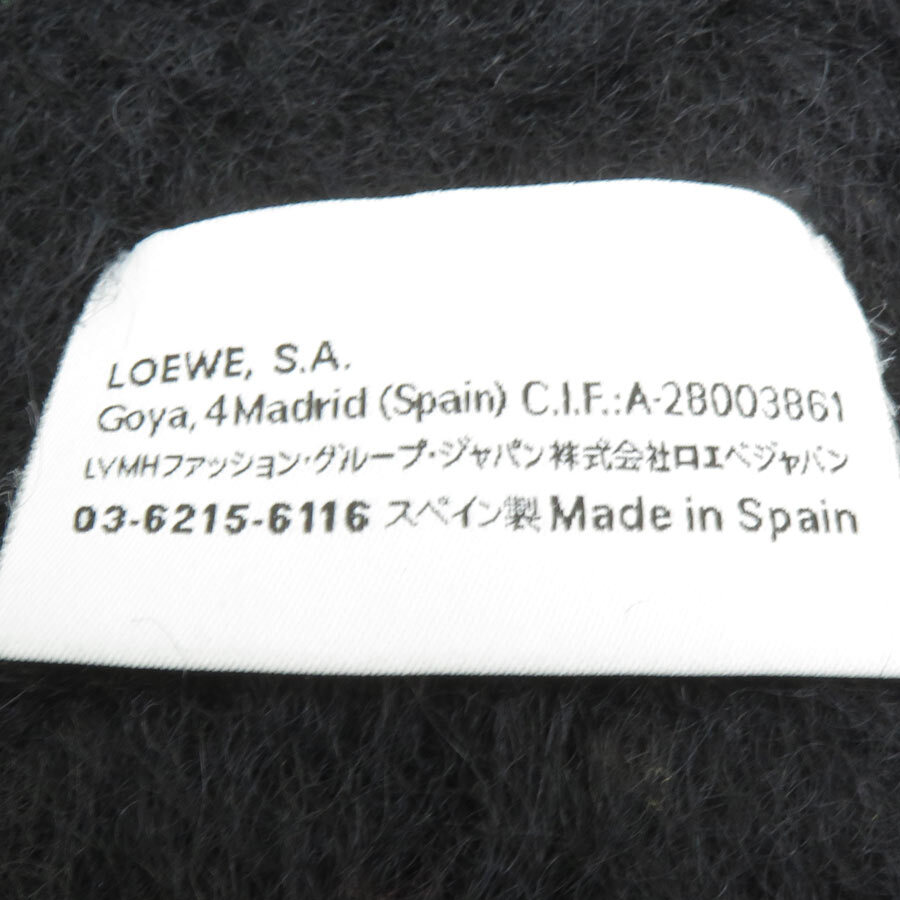 LOEWE, S.A.
Goya, 4 Madrid (Spain) C.I.F.:A-28003861
LVMHファッション・グループ・ジャパン株式会社ロエベジャパン
03-6215-6116 スペイン製 Made in Spain